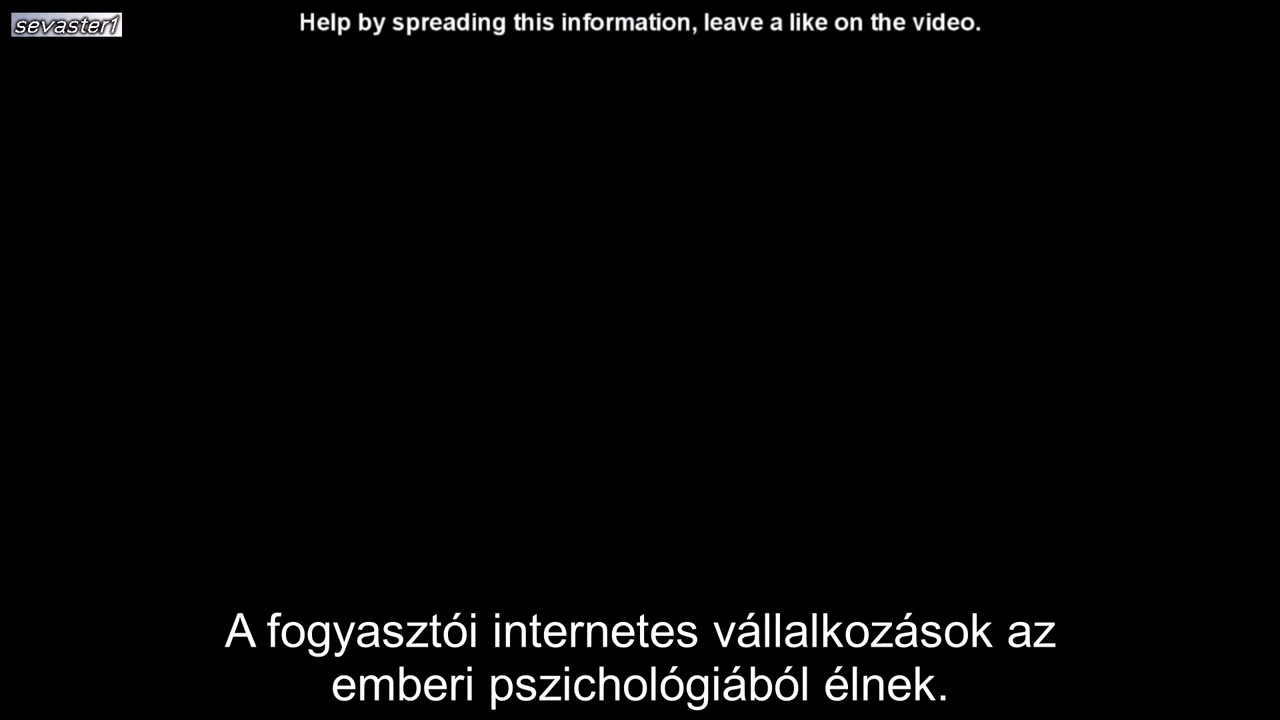 sevaster1
Help by spreading this information, leave a like on the video.
A fogyasztói internetes vállalkozások az
emberi pszichológiából élnek.